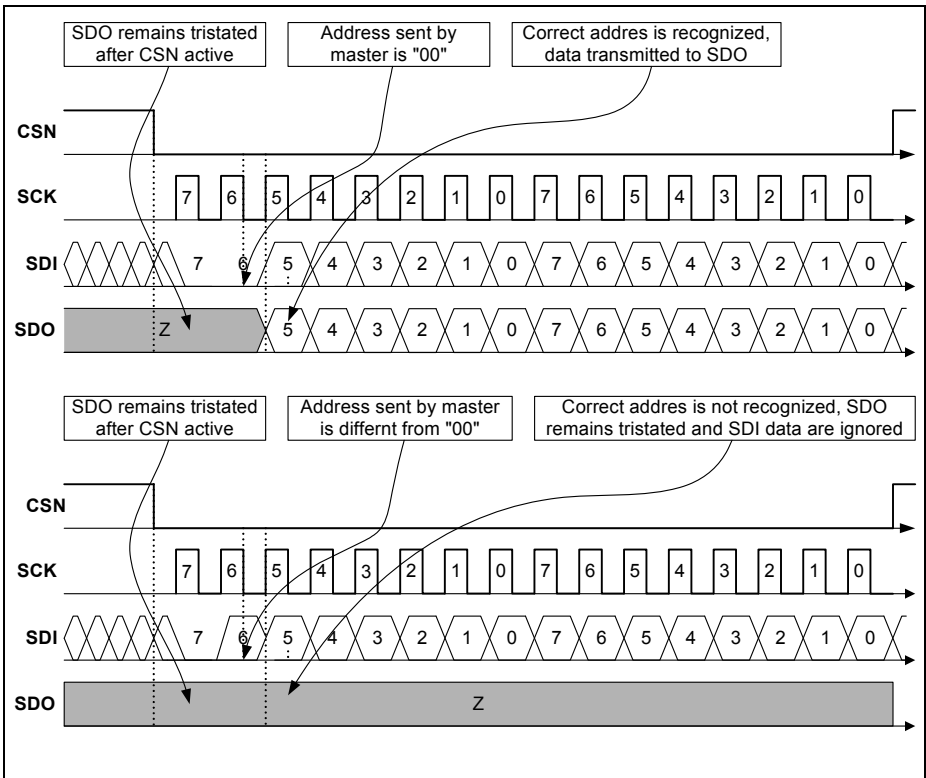 SDO remains tristated
after CSN active
Address sent by
master is "00"
Correct addres is recognized,
data transmitted to SDO
CSN
SCK 7 6 5 4 3 2 1 0 7 6 5 4 3 2 1 0
SDI 7 6 5 4 3 2 1 0 7 6 5 4 3 2 1 0
SDO Z 5 4 3 2 1 0 7 6 5 4 3 2 1 0
SDO remains tristated
after CSN active
Address sent by master
is differnt from "00"
Correct addres is not recognized, SDO
remains tristated and SDI data are ignored
CSN
SCK 7 6 5 4 3 2 1 0 7 6 5 4 3 2 1 0
SDI 7 6 5 4 3 2 1 0 7 6 5 4 3 2 1 0
SDO Z